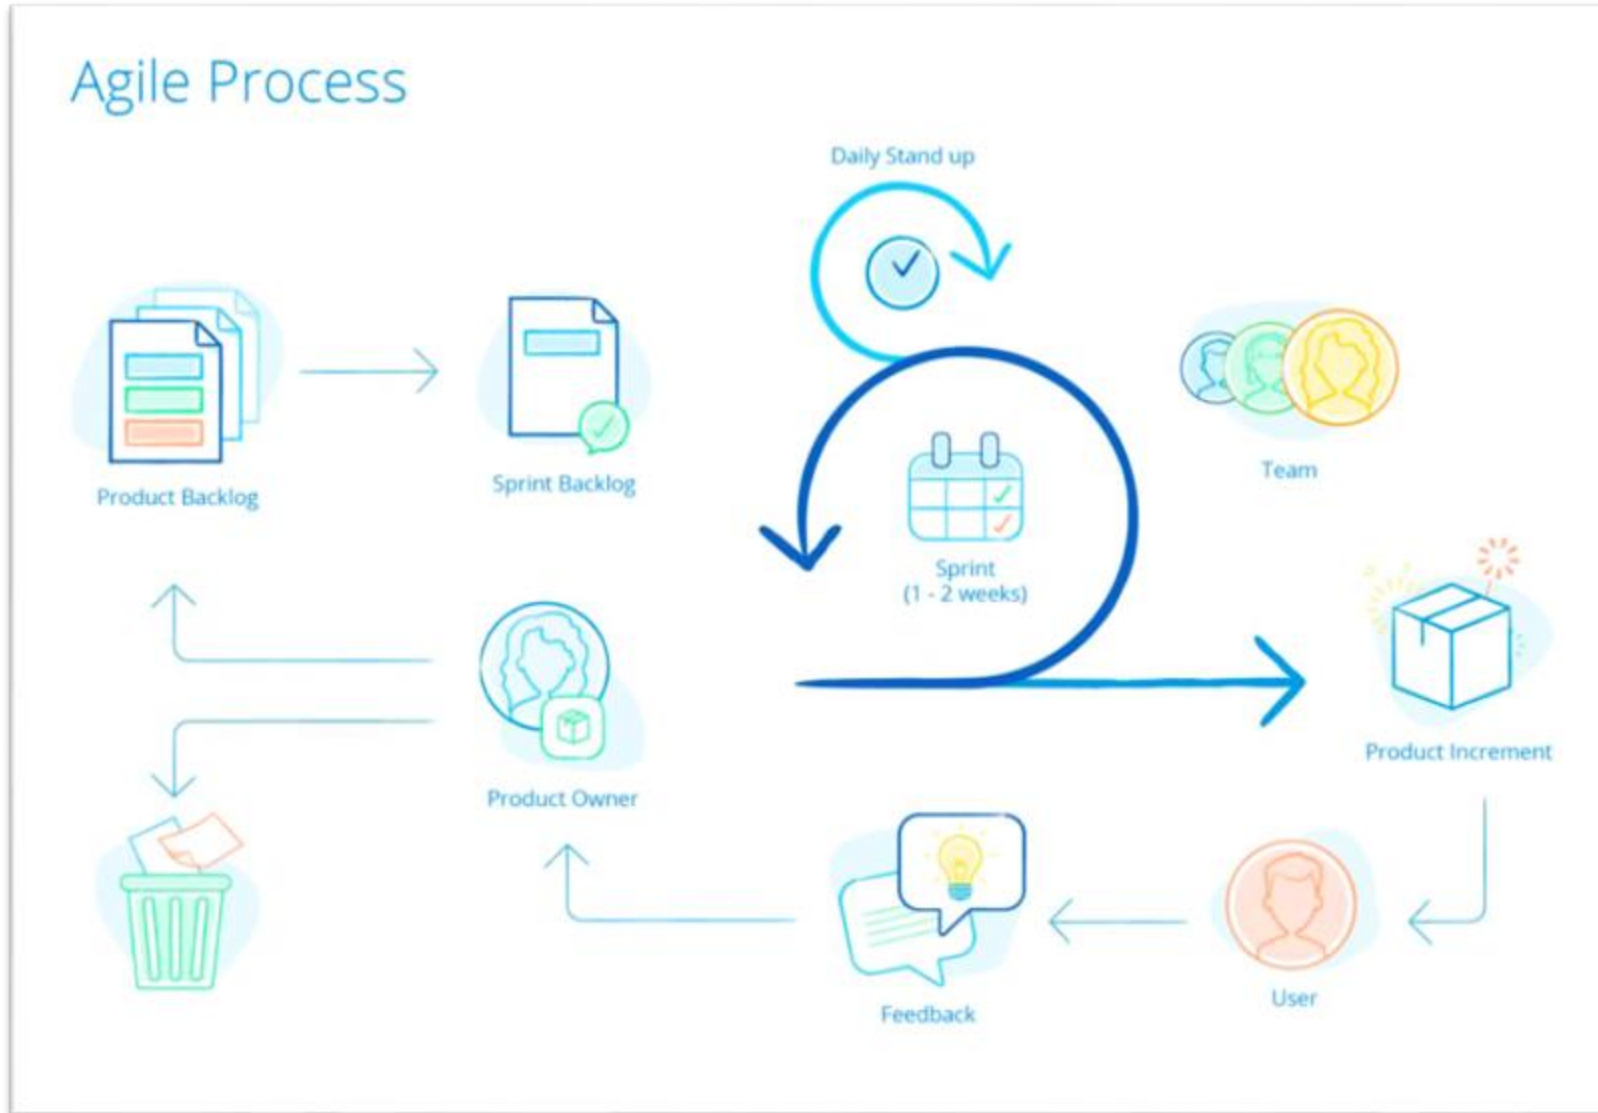 Agile Process
Daily Stand up
Product Backlog
Sprint Backlog
Team
Sprint
(1 - 2 weeks)
Product Owner
Product Increment
Feedback
User